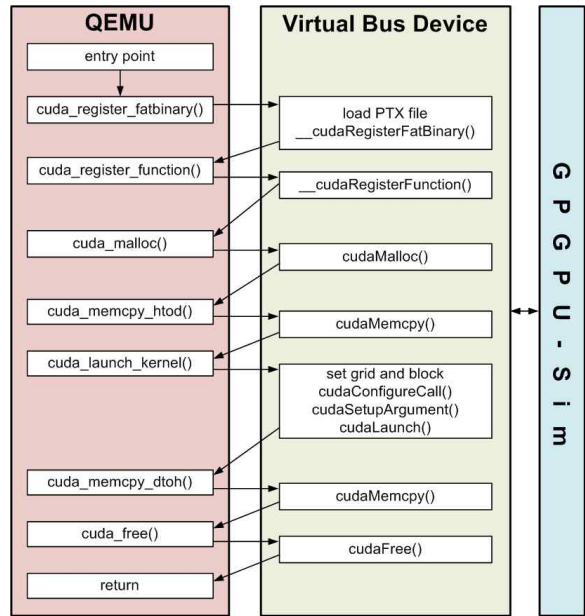 QEMU
entry point
cuda_register_fatbinary()
cuda_register_function()
cuda_malloc()
cuda_memcpy_htod()
cuda_launch_kernel()
cuda_memcpy_dtoh()
cuda_free()
return
Virtual Bus Device
load PTX file
__cudaRegisterFatBinary()
__cudaRegisterFunction()
cudaMalloc()
cudaMemcpy()
set grid and block
cudaConfigureCall()
cudaSetupArgument()
cudaLaunch()
cudaMemcpy()
cudaFree()
GPGPU-Sim